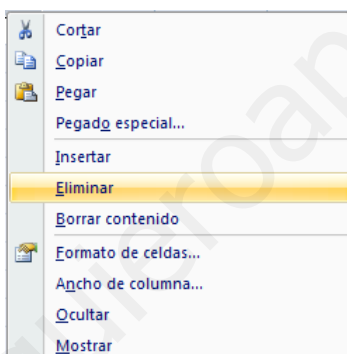 Cortar
Copiar
Pegar
Pegado especial...
Insertar
Eliminar
Borrar contenido
Formato de celdas...
Ancho de columna...
Ocultar
Mostrar